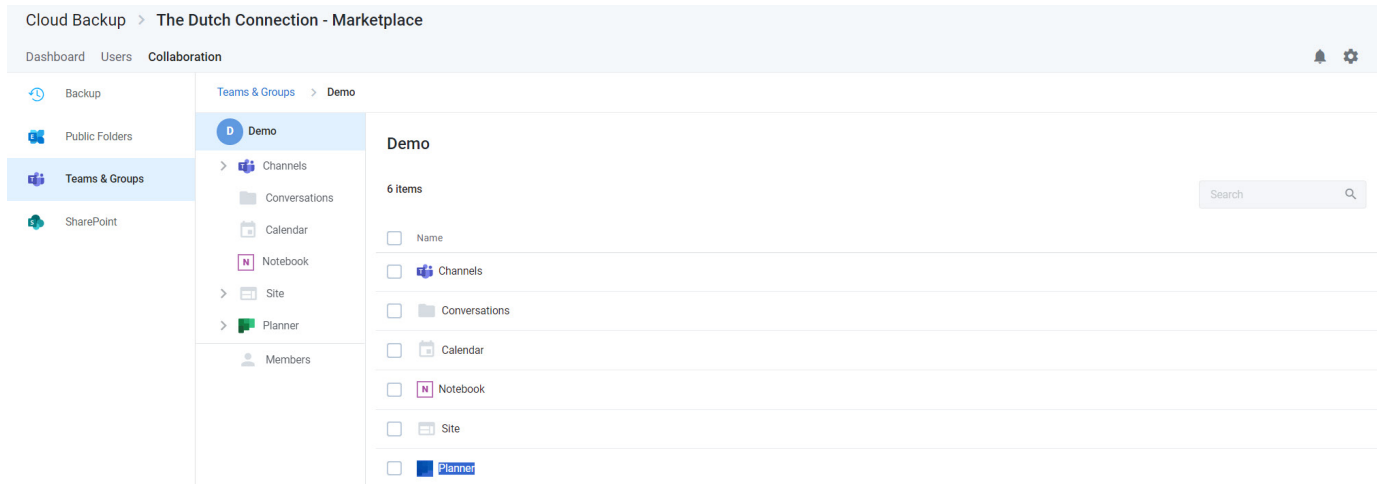 Cloud Backup > The Dutch Connection - Marketplace
Dashboard Users Collaboration
Backup
Public Folders
Teams & Groups
SharePoint
Teams & Groups > Demo
D Demo
Channels
Conversations
Calendar
N Notebook
Site
Planner
Members
Demo
6 items
Search
Name
Channels
Conversations
Calendar
N Notebook
Site
Planner